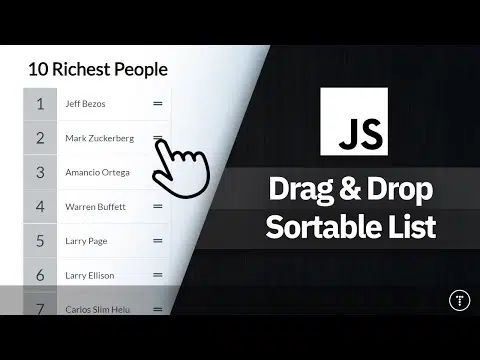 10 Richest People
1 Jeff Bezos
2 Mark Zuckerberg
3 Amancio Ortega
4 Warren Buffett
5 Larry Page
6 Larry Ellison
7 Carlos Slim Helu
JS
Drag & Drop
Sortable List
T